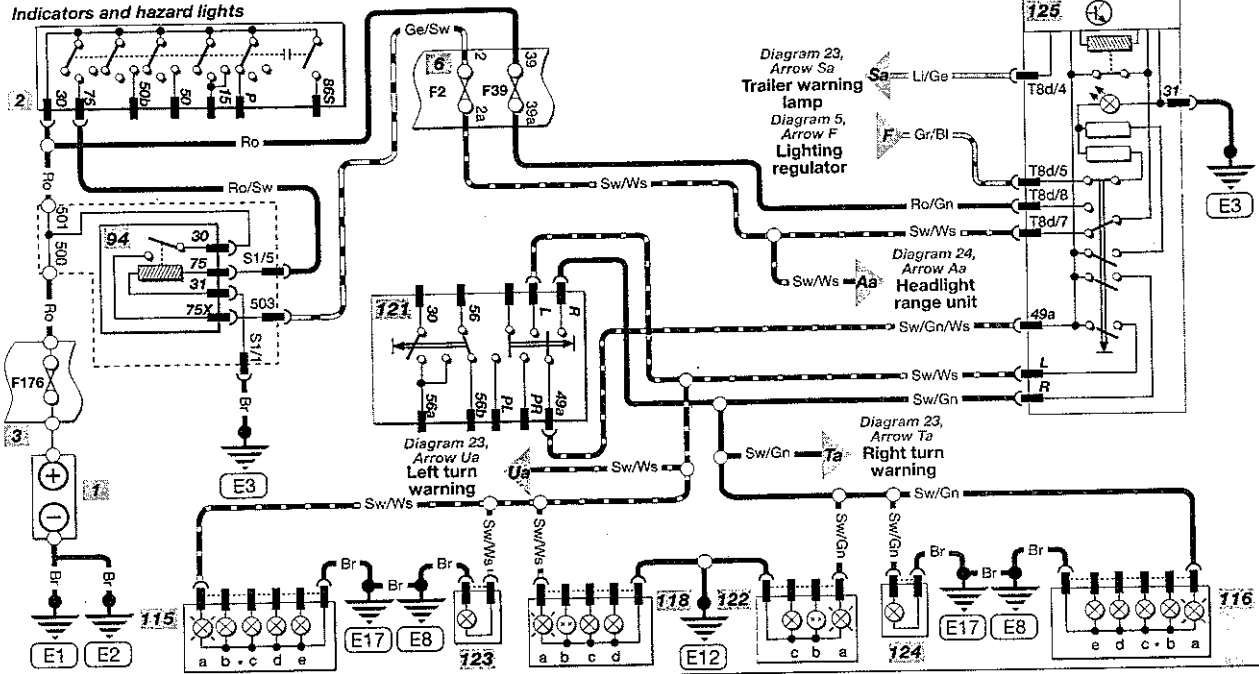 Indicators and hazard lights
125
Ge/Sw
2
39
6
F2
F39
2a
39a
Diagram 23,
Arrow Sa
Trailer warning
lamp
Sa
Li/Ge
T8d/4
31
Diagram 5,
Arrow F
Lighting
regulator
F
Gr/Bl
T8d/5
T8d/8
T8d/7
E3
2
30
75
50b
50
15
P
86S
Ro
Ro/Sw
Sw/Ws
Ro/Gn
Sw/Ws
Ro
501
500
94
30
75
31
75X
S1/5
503
S1/1
Sw/Ws
Aa
Diagram 24,
Arrow Aa
Headlight
range unit
121
30
56
L
R
56a
56b
PL
PR
49a
Sw/Gn/Ws
49a
Sw/Ws
L
Sw/Gn
R
Ro
F176
3
Br
E3
Diagram 23,
Arrow Ua
Left turn
warning
Ua
Sw/Ws
Sw/Gn
Ta
Diagram 23,
Arrow Ta
Right turn
warning
1
Sw/Ws
Sw/Gn
Sw/Ws
Sw/Ws
Sw/Gn
Sw/Gn
Br
Br
E1
E2
115
a b c d e
Br
Br
E17
E8
123
a b c d
118
E12
122
c b a
124
Br
Br
E17
E8
e d c b a
116